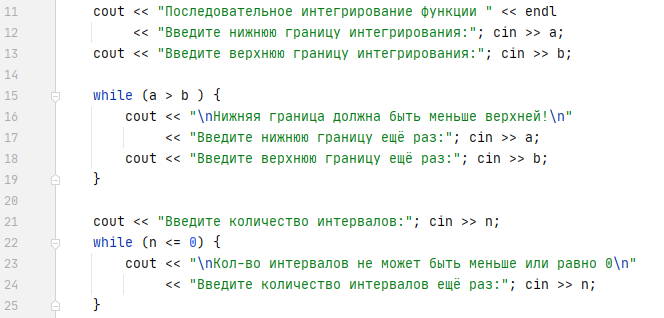 11 cout << "Последовательное интегрирование функции " << endl
12 << "Введите нижнюю границу интегрирования:"; cin >> a;
13 cout << "Введите верхнюю границу интегрирования:"; cin >> b;
14
15 while (a > b ) {
16 cout << "\nНижняя граница должна быть меньше верхней!\n"
17 << "Введите нижнюю границу ещё раз:"; cin >> a;
18 cout << "Введите верхнюю границу ещё раз:"; cin >> b;
19 }
20
21 cout << "Введите количество интервалов:"; cin >> n;
22 while (n <= 0) {
23 cout << "\nКол-во интервалов не может быть меньше или равно 0\n"
24 << "Введите количество интервалов ещё раз:"; cin >> n;
25 }